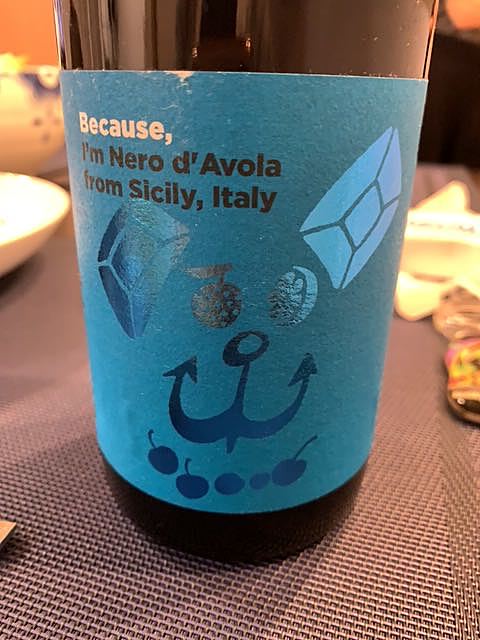 Because,
I'm Nero d'Avola
from Sicily, Italy